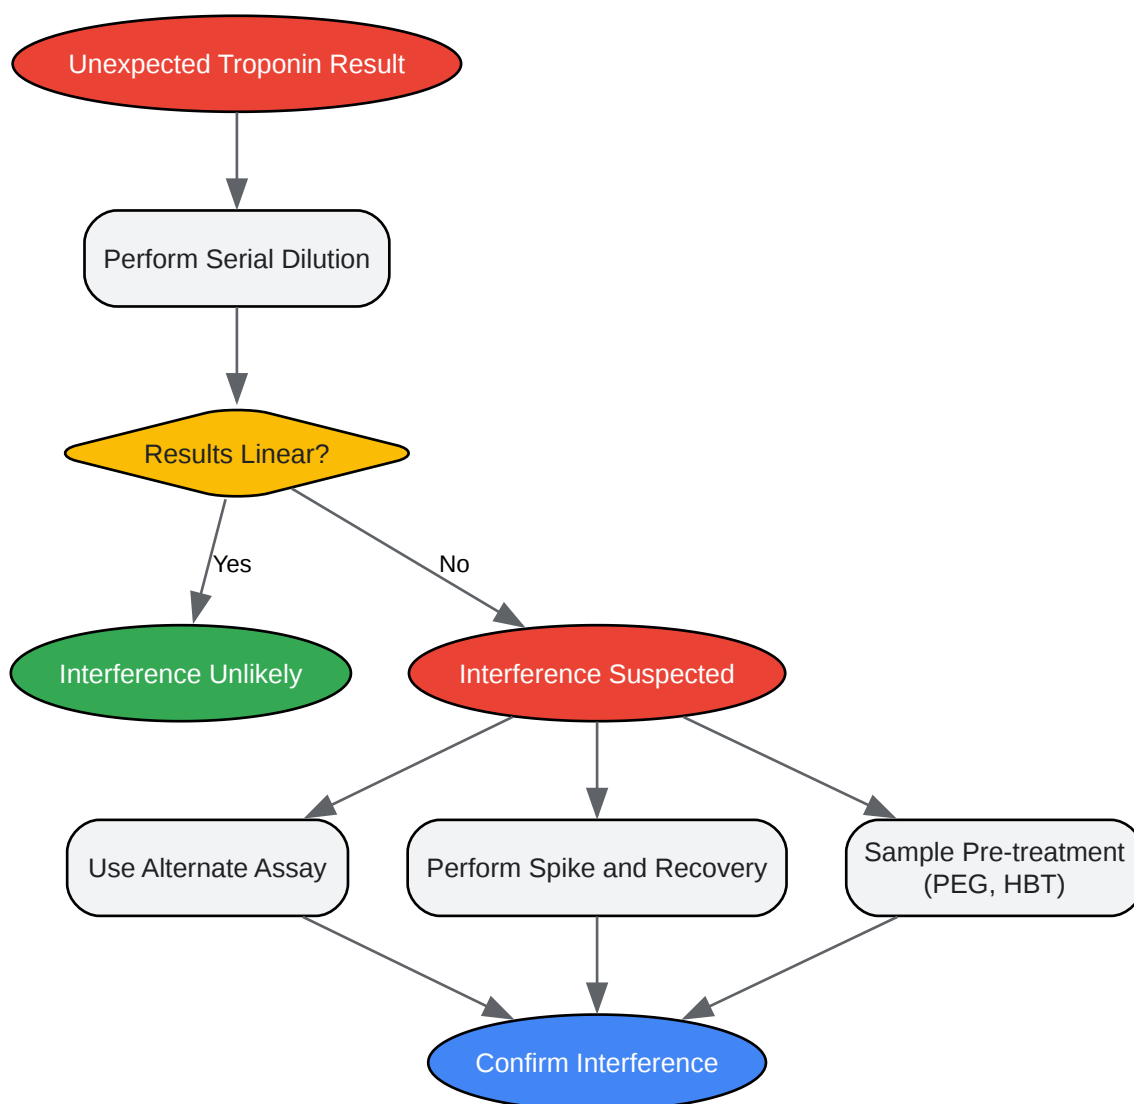 Unexpected Troponin Result
Perform Serial Dilution
Results Linear?
Yes
No
Interference Unlikely
Interference Suspected
Use Alternate Assay
Perform Spike and Recovery
Sample Pre-treatment
(PEG, HBT)
Confirm Interference